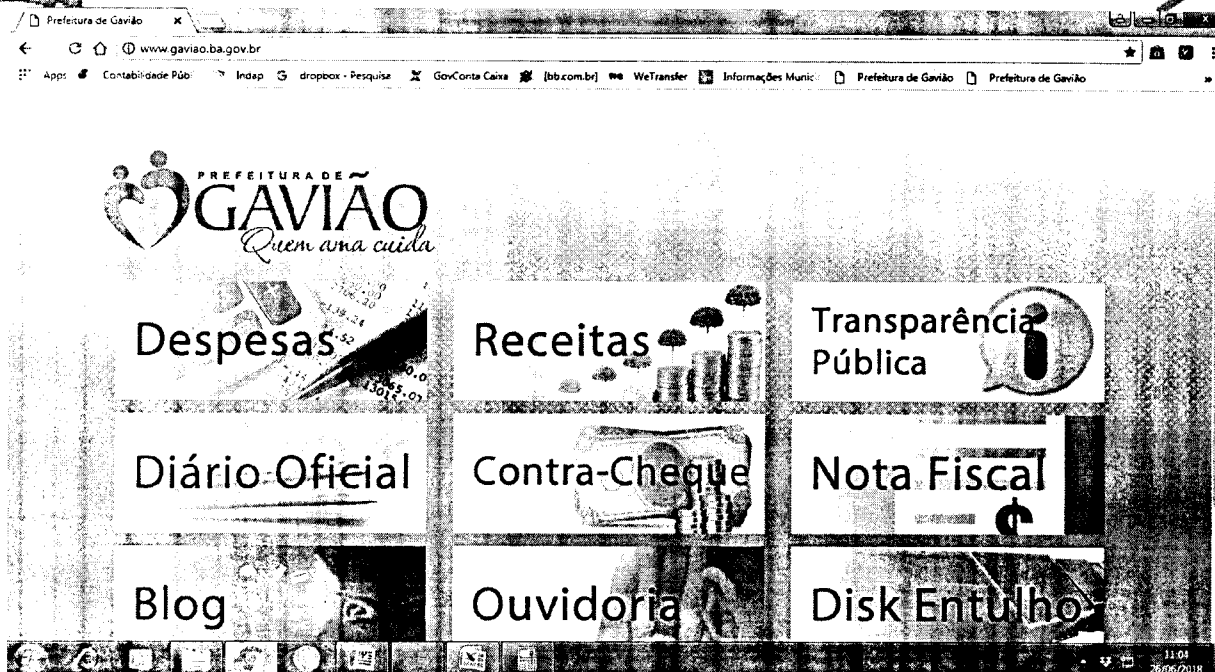 Prefeitura de Gavião
www.gaviao.ba.gov.br
Apps Contabilidade Públ Indap dropbox - Pesquisa GovConta Caixa [bb.com.br] WeTransfer Informações Munic Prefeitura de Gavião Prefeitura de Gavião »
PREFEITURA DE
GAVIÃO
Quem ama cuida
Despesas
Receitas
Transparência
Pública
Diário Oficial
Contra-Cheque
Nota Fiscal
Blog
Ouvidoria
Disk Entulho
11:04
26/06/2018